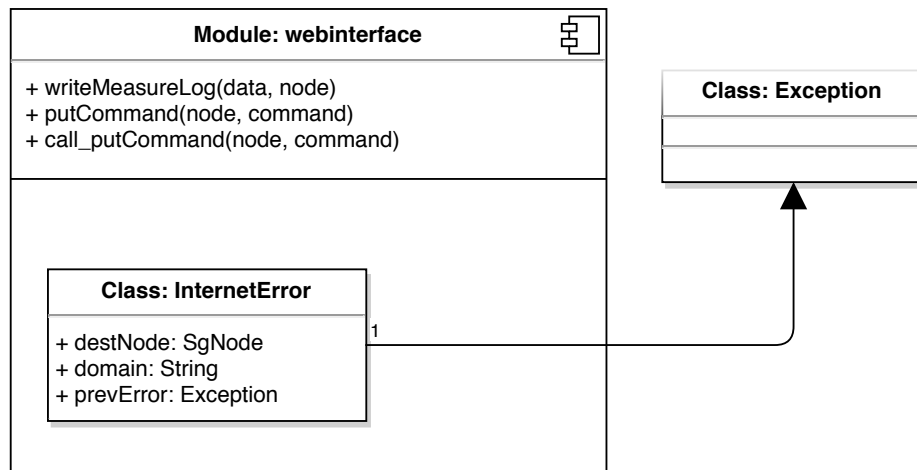 Module: webinterface
+ writeMeasureLog(data, node)
+ putCommand(node, command)
+ call_putCommand(node, command)
Class: Exception
Class: InternetError
+ destNode: SgNode
+ domain: String
+ prevError: Exception
1